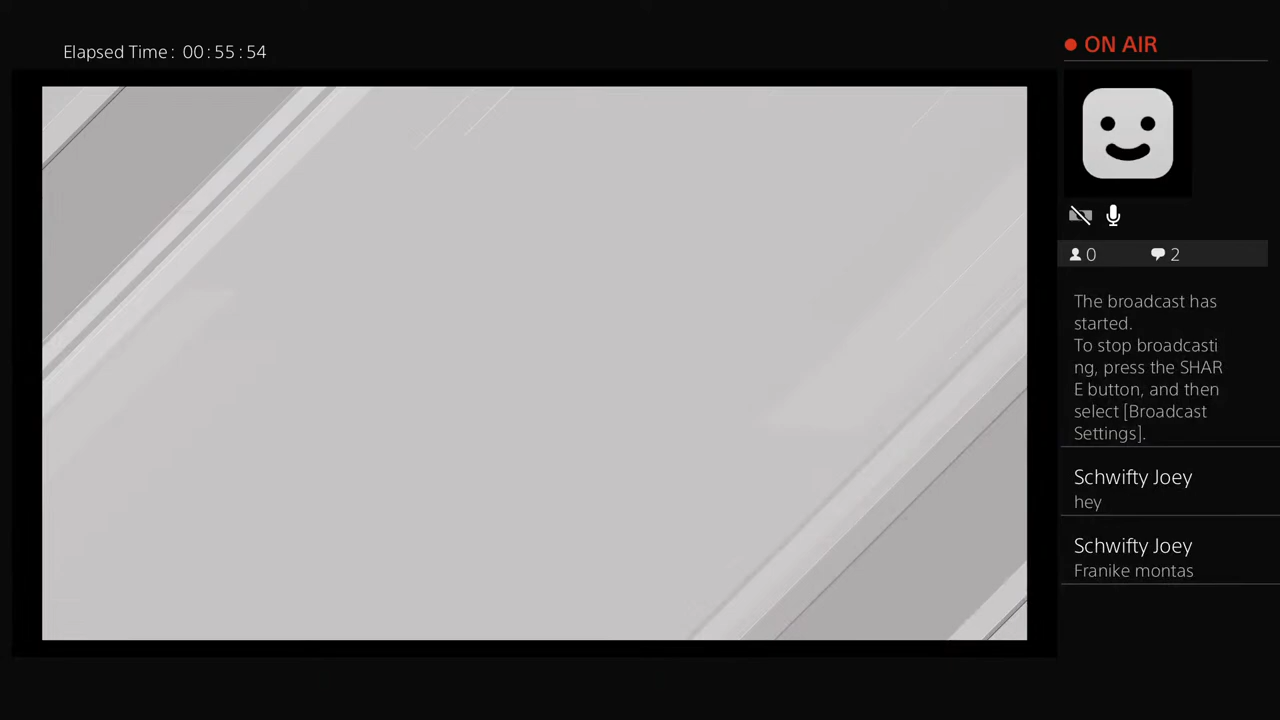 Elapsed Time: 00:55:54
ON AIR
0 2
The broadcast has
started.
To stop broadcasti
ng, press the SHAR
E button, and then
select [Broadcast
Settings].
Schwifty Joey
hey
Schwifty Joey
Franike montas